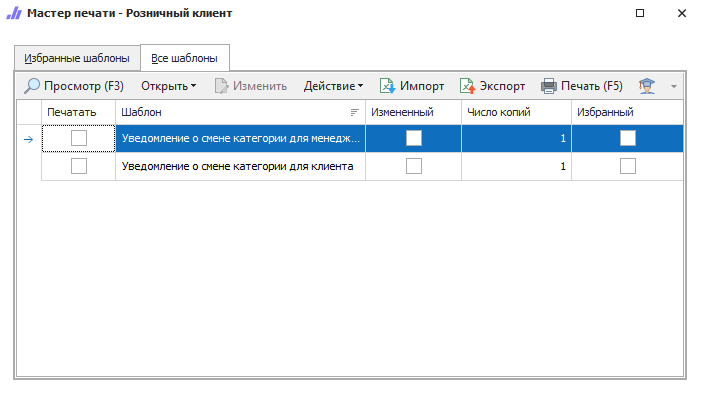 Мастер печати - Розничный клиент
Избранные шаблоны Все шаблоны
Просмотр (F3) Открыть Изменить Действие Импорт Экспорт Печать (F5)
Печатать Шаблон Измененный Число копий Избранный
Уведомление о смене категории для менедж... 1
Уведомление о смене категории для клиента 1